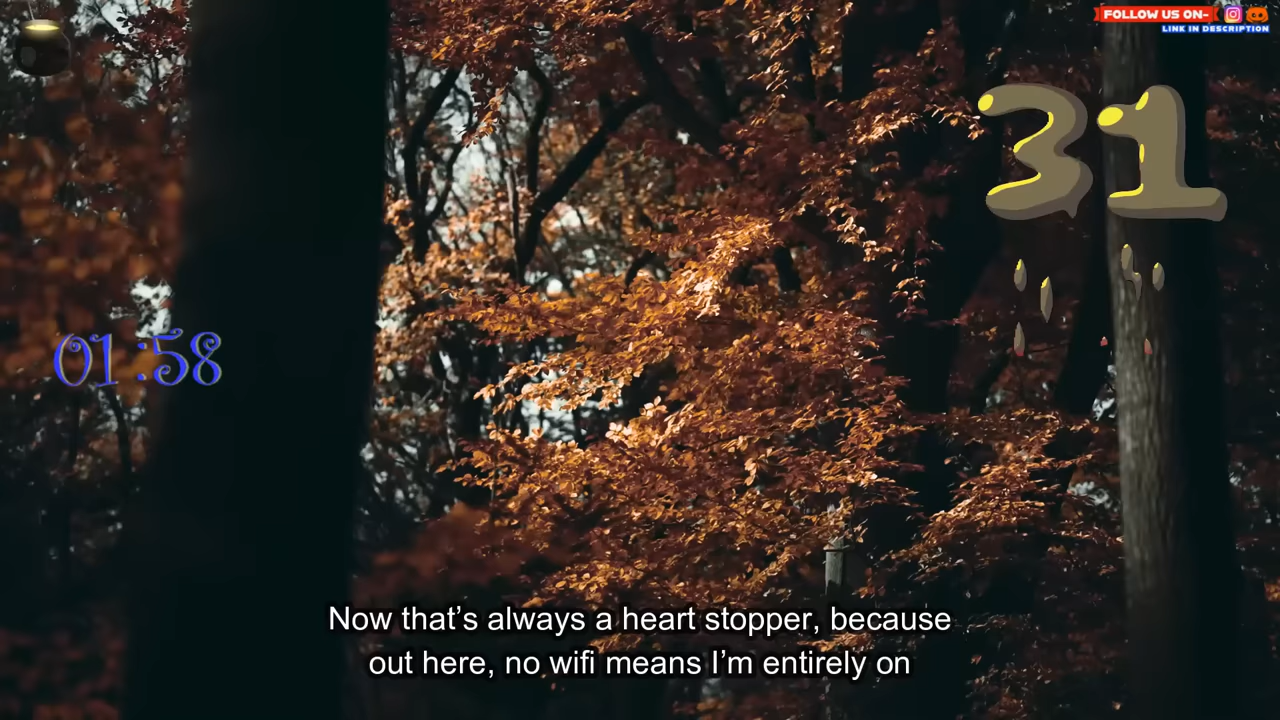 FOLLOW US ON-
LINK IN DESCRIPTION
31
01:58
Now that’s always a heart stopper, because
out here, no wifi means I’m entirely on